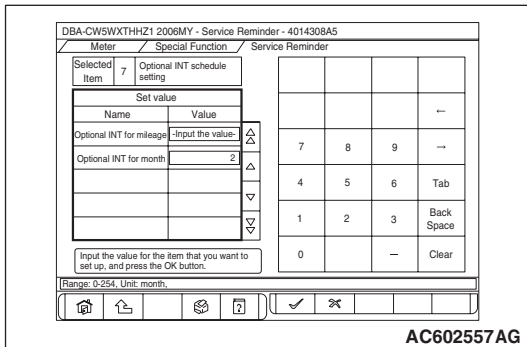 DBA-CW5WXTHHZ1 2006MY - Service Reminder - 4014308A5
Meter / Special Function / Service Reminder
Selected Item 7 Optional INT schedule setting
Set value
Name Value
Optional INT for mileage -Input the value-
Optional INT for month 2
Input the value for the item that you want to
set up, and press the OK button.
←
7 8 9 →
4 5 6 Tab
1 2 3 Back Space
0 – Clear
Range: 0-254, Unit: month,
?
AC602557AG